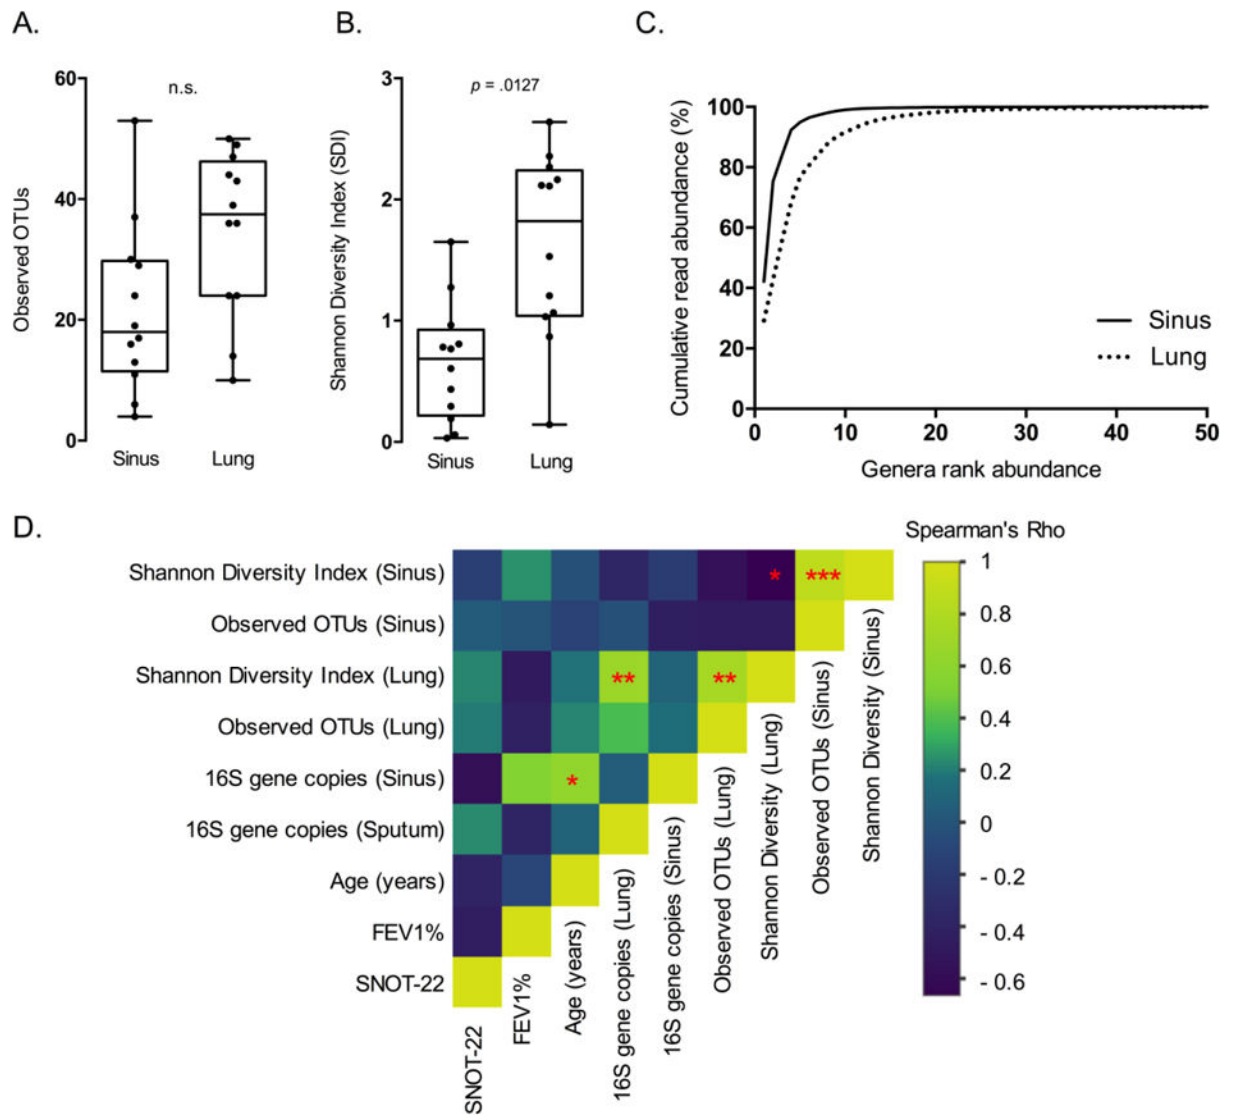 A.
B.
C.
Observed OTUs
60
40
20
0
n.s.
Sinus
Lung
Shannon Diversity Index (SDI)
3
2
1
0
p = .0127
Sinus
Lung
Cumulative read abundance (%)
100
80
60
40
20
0
0
10
20
30
40
50
Genera rank abundance
Sinus
Lung
D.
Shannon Diversity Index (Sinus)
Observed OTUs (Sinus)
Shannon Diversity Index (Lung)
Observed OTUs (Lung)
16S gene copies (Sinus)
16S gene copies (Sputum)
Age (years)
FEV1%
SNOT-22
* ***
** **
*
SNOT-22
FEV1%
Age (years)
16S gene copies (Lung)
16S gene copies (Sinus)
Observed OTUs (Lung)
Shannon Diversity (Lung)
Observed OTUs (Sinus)
Shannon Diversity (Sinus)
Spearman's Rho
1
0.8
0.6
0.4
0.2
0
- 0.2
- 0.4
- 0.6